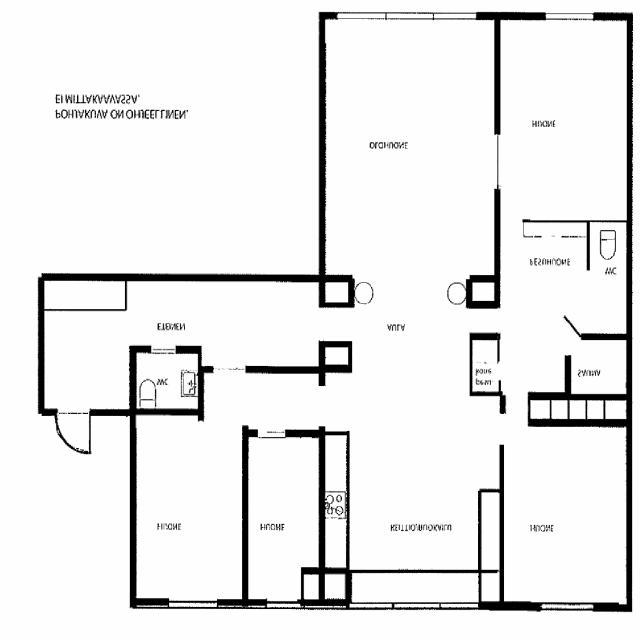 HUONE
HUONE
KEITTIO/RUOKAILU
HUONE
WC
pesu
kone
SAUNA
ETEINEN
AULA
WC
PESUHUONE
OLOHUONE
HUONE
POHJAKUVA ON OHJEELLINEN,
EI MITTAKAAVASSA.